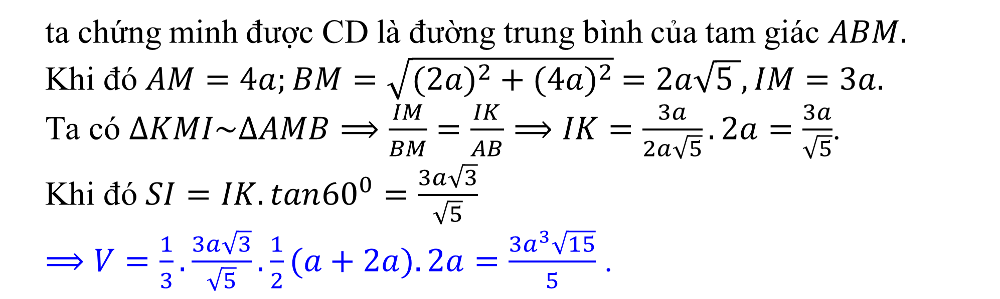 ta chứng minh được CD là đường trung bình của tam giác $ABM$.
Khi đó $AM = 4a; BM = \sqrt{(2a)^2 + (4a)^2} = 2a\sqrt{5}, IM = 3a.$
Ta có $\Delta KMI \sim \Delta AMB \Longrightarrow \frac{IM}{BM} = \frac{IK}{AB} \Longrightarrow IK = \frac{3a}{2a\sqrt{5}} . 2a = \frac{3a}{\sqrt{5}}.$
Khi đó $SI = IK . tan60^0 = \frac{3a\sqrt{3}}{\sqrt{5}}$
$\Longrightarrow V = \frac{1}{3} . \frac{3a\sqrt{3}}{\sqrt{5}} . \frac{1}{2}(a + 2a) . 2a = \frac{3a^3\sqrt{15}}{5} .$